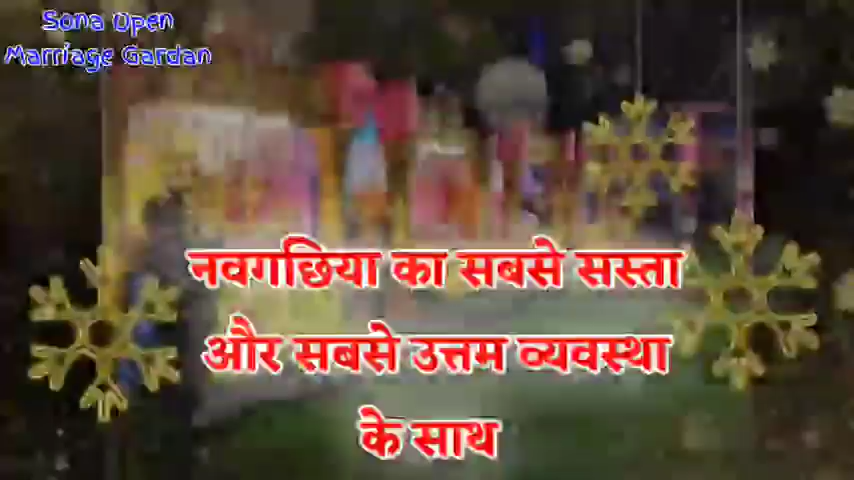 Sona Open
Marriage Gardan
नवगछिया का सबसे सस्ता
और सबसे उत्तम व्यवस्था
के साथ